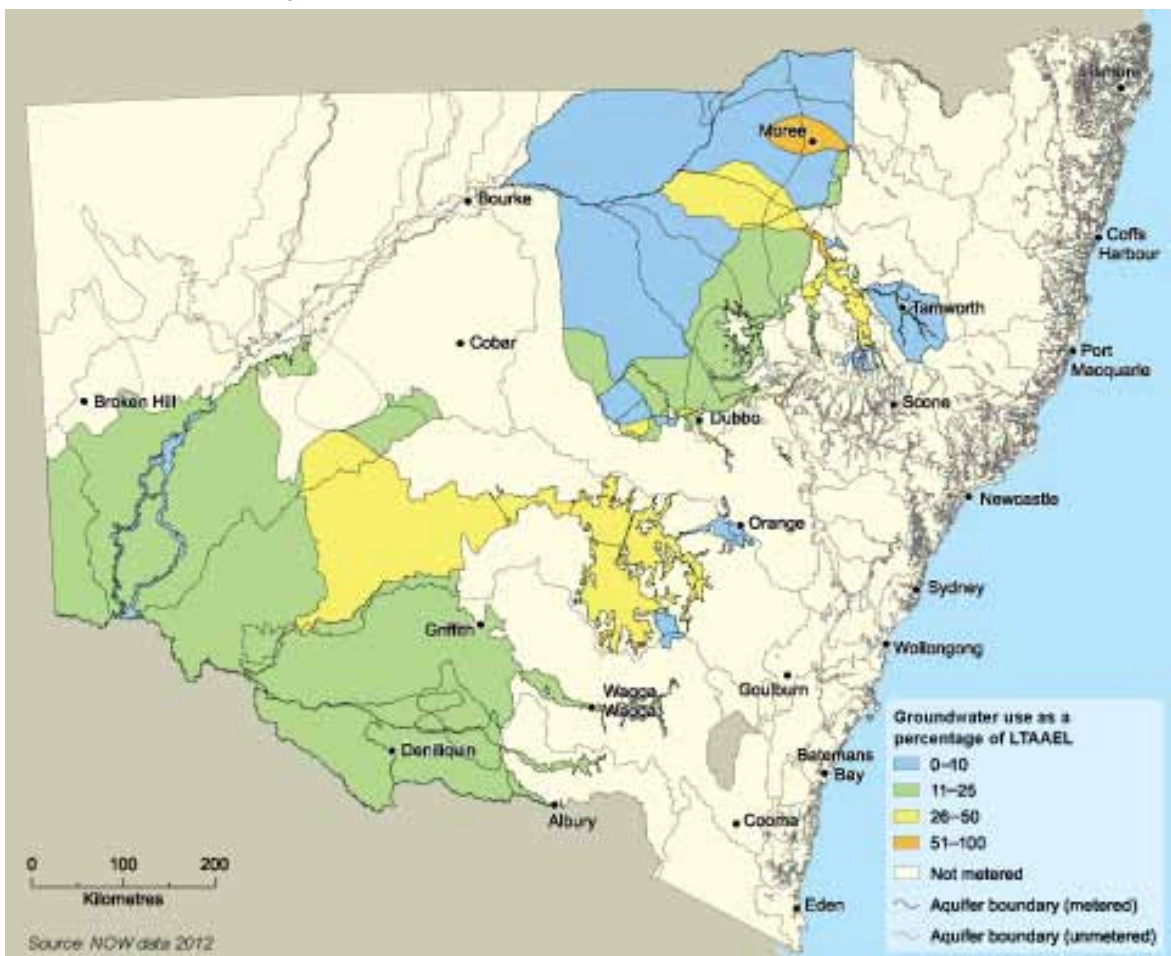 Lismore
Moree
Bourke
Coffs
Harbour
Tamworth
Cobar
Port
Macquarie
Broken Hill
Scone
Dubbo
Newcastle
Orange
Sydney
Griffith
Wollongong
Goulburn
Wagga
Wagga
Deniliquin
Batemans
Bay
Albury
Cooma
Eden
Groundwater use as a
percentage of LTAAEL
0–10
11–25
26–50
51–100
Not metered
Aquifer boundary (metered)
Aquifer boundary (unmetered)
0 100 200
Kilometres
Source: NOW data 2012